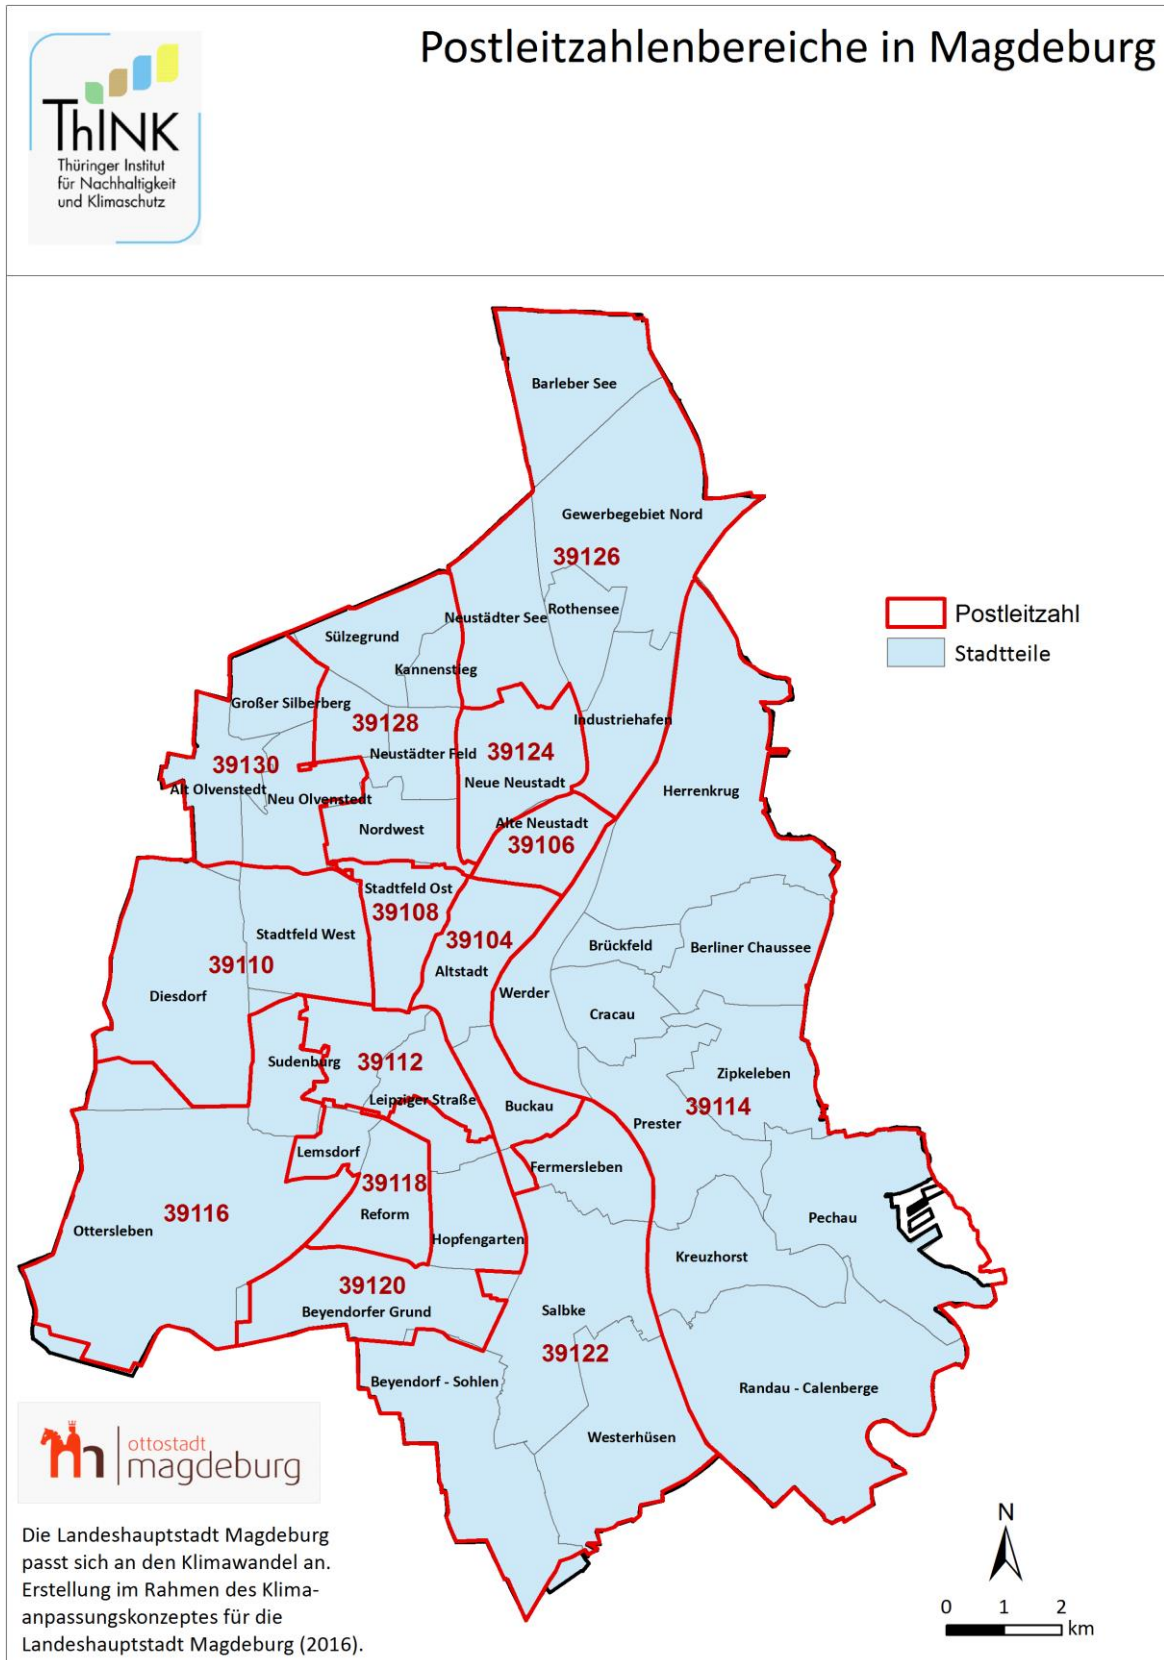 Postleitzahlenbereiche in Magdeburg
ThINK
Thüringer Institut
für Nachhaltigkeit
und Klimaschutz
Barleber See
Gewerbegebiet Nord
39126
Rothensee
Neustädter See
Sülzegrund
Kannenstieg
Großer Silberberg
39128
Industriehafen
Neustädter Feld
39124
39130
Alt Olvenstedt
Neu Olvenstedt
Neue Neustadt
Herrenkrug
Nordwest
Alte Neustadt
39106
Stadtfeld Ost
39108
Stadtfeld West
39104
Altstadt
Brückfeld
Berliner Chaussee
39110
Diesdorf
Werder
Cracau
Sudenburg
39112
Zipkeleben
Leipziger Straße
Buckau
39114
Prester
Lemsdorf
Fermersleben
39118
39116
Reform
Ottersleben
Hopfengarten
Pechau
Kreuzhorst
39120
Beyendorfer Grund
Salbke
39122
Beyendorf - Sohlen
Randau - Calenberge
Westerhüsen
Postleitzahl
Stadtteile
ottostadt
magdeburg
Die Landeshauptstadt Magdeburg
passt sich an den Klimawandel an.
Erstellung im Rahmen des Klima-
anpassungskonzeptes für die
Landeshauptstadt Magdeburg (2016).
N
0 1 2
km